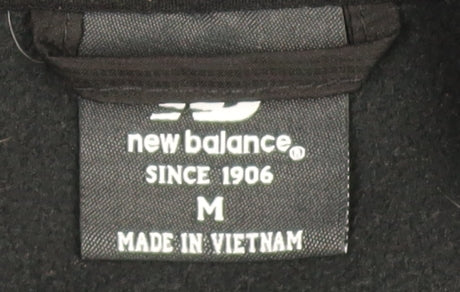 new balance®
SINCE 1906
M
MADE IN VIETNAM